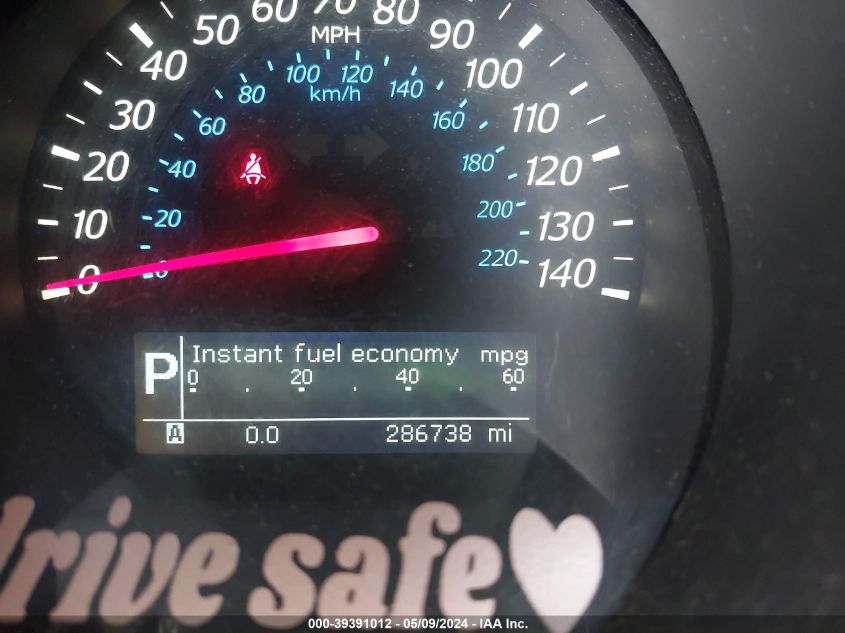 50 60 70 80 90
MPH
40 100
30 110
20 120
10 130
0 140
80 100 120 140
km/h
60 160
40 180
20 200
220
P Instant fuel economy mpg
0 . 20 . 40 . 60
A 0.0 286738 mi
drive safe
000-39391012 - 05/09/2024 - IAA Inc.